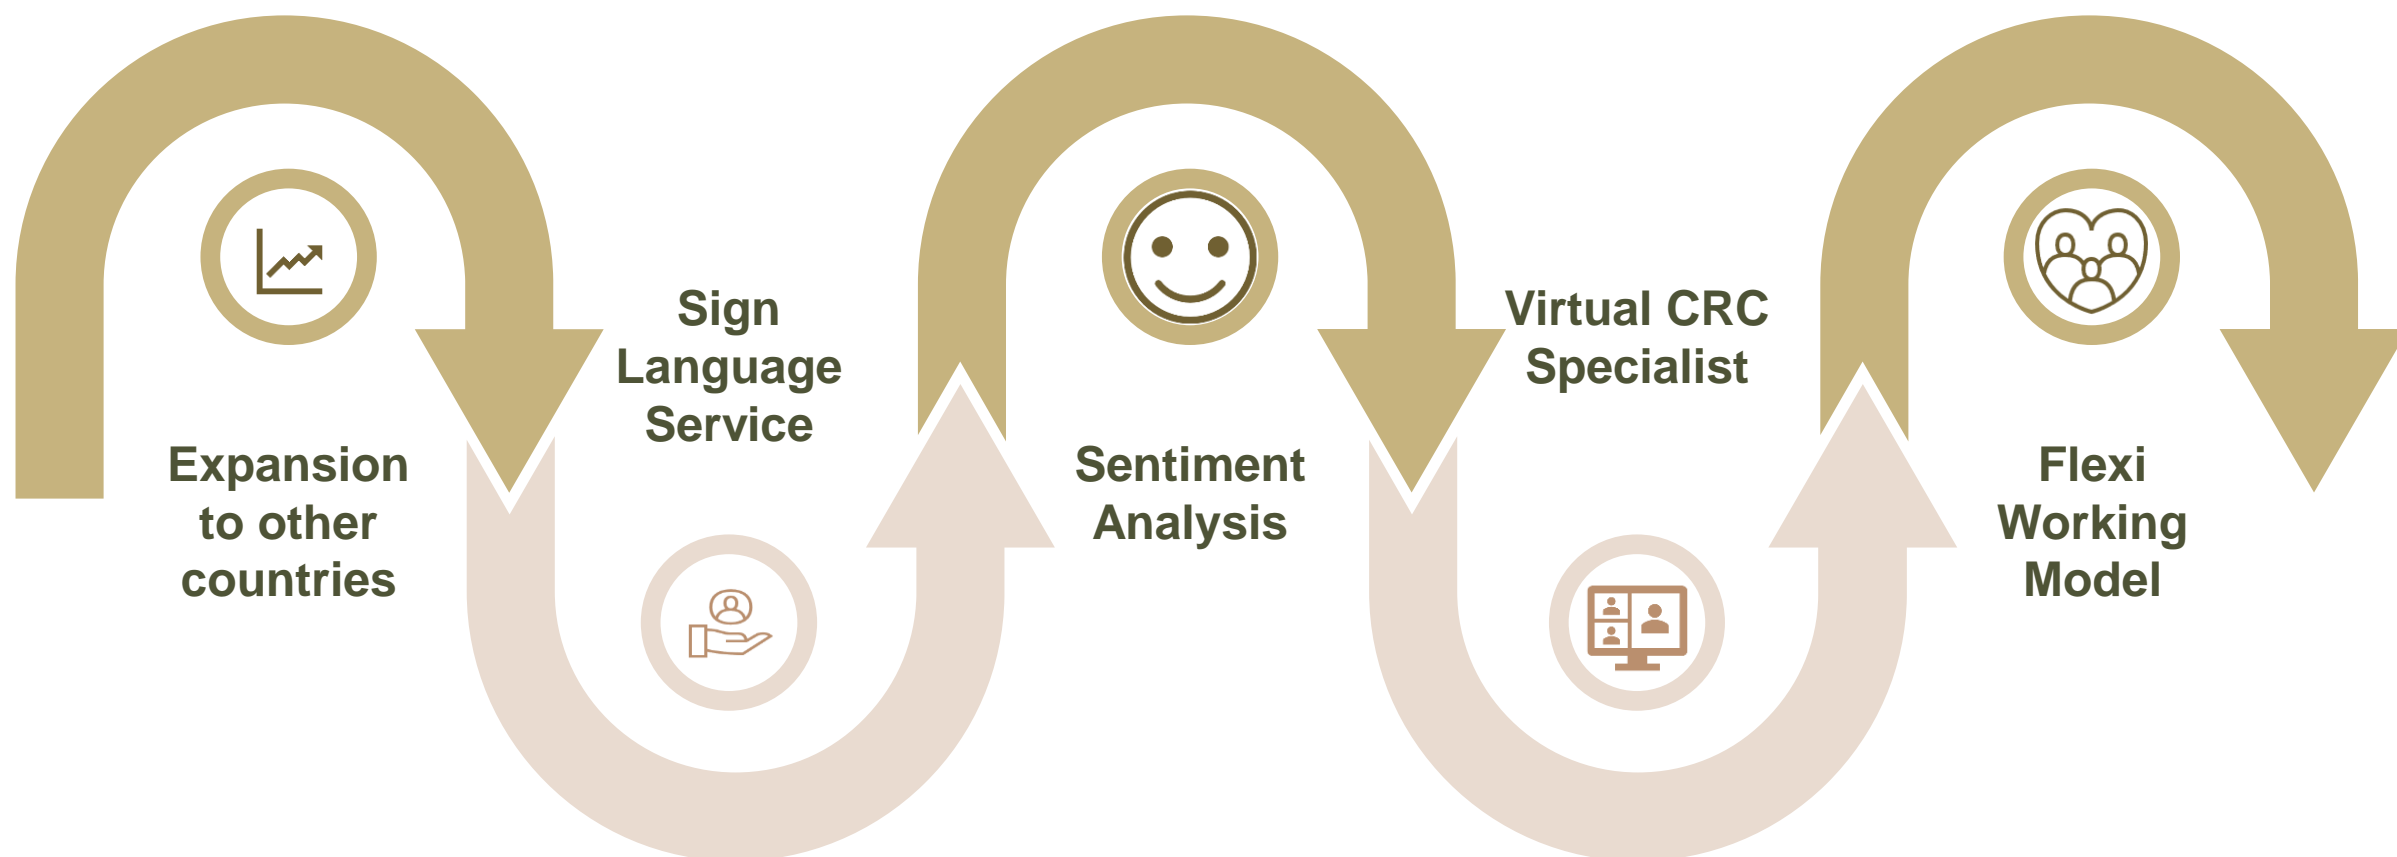 Expansion
to other
countries
Sign
Language
Service
Sentiment
Analysis
Virtual CRC
Specialist
Flexi
Working
Model